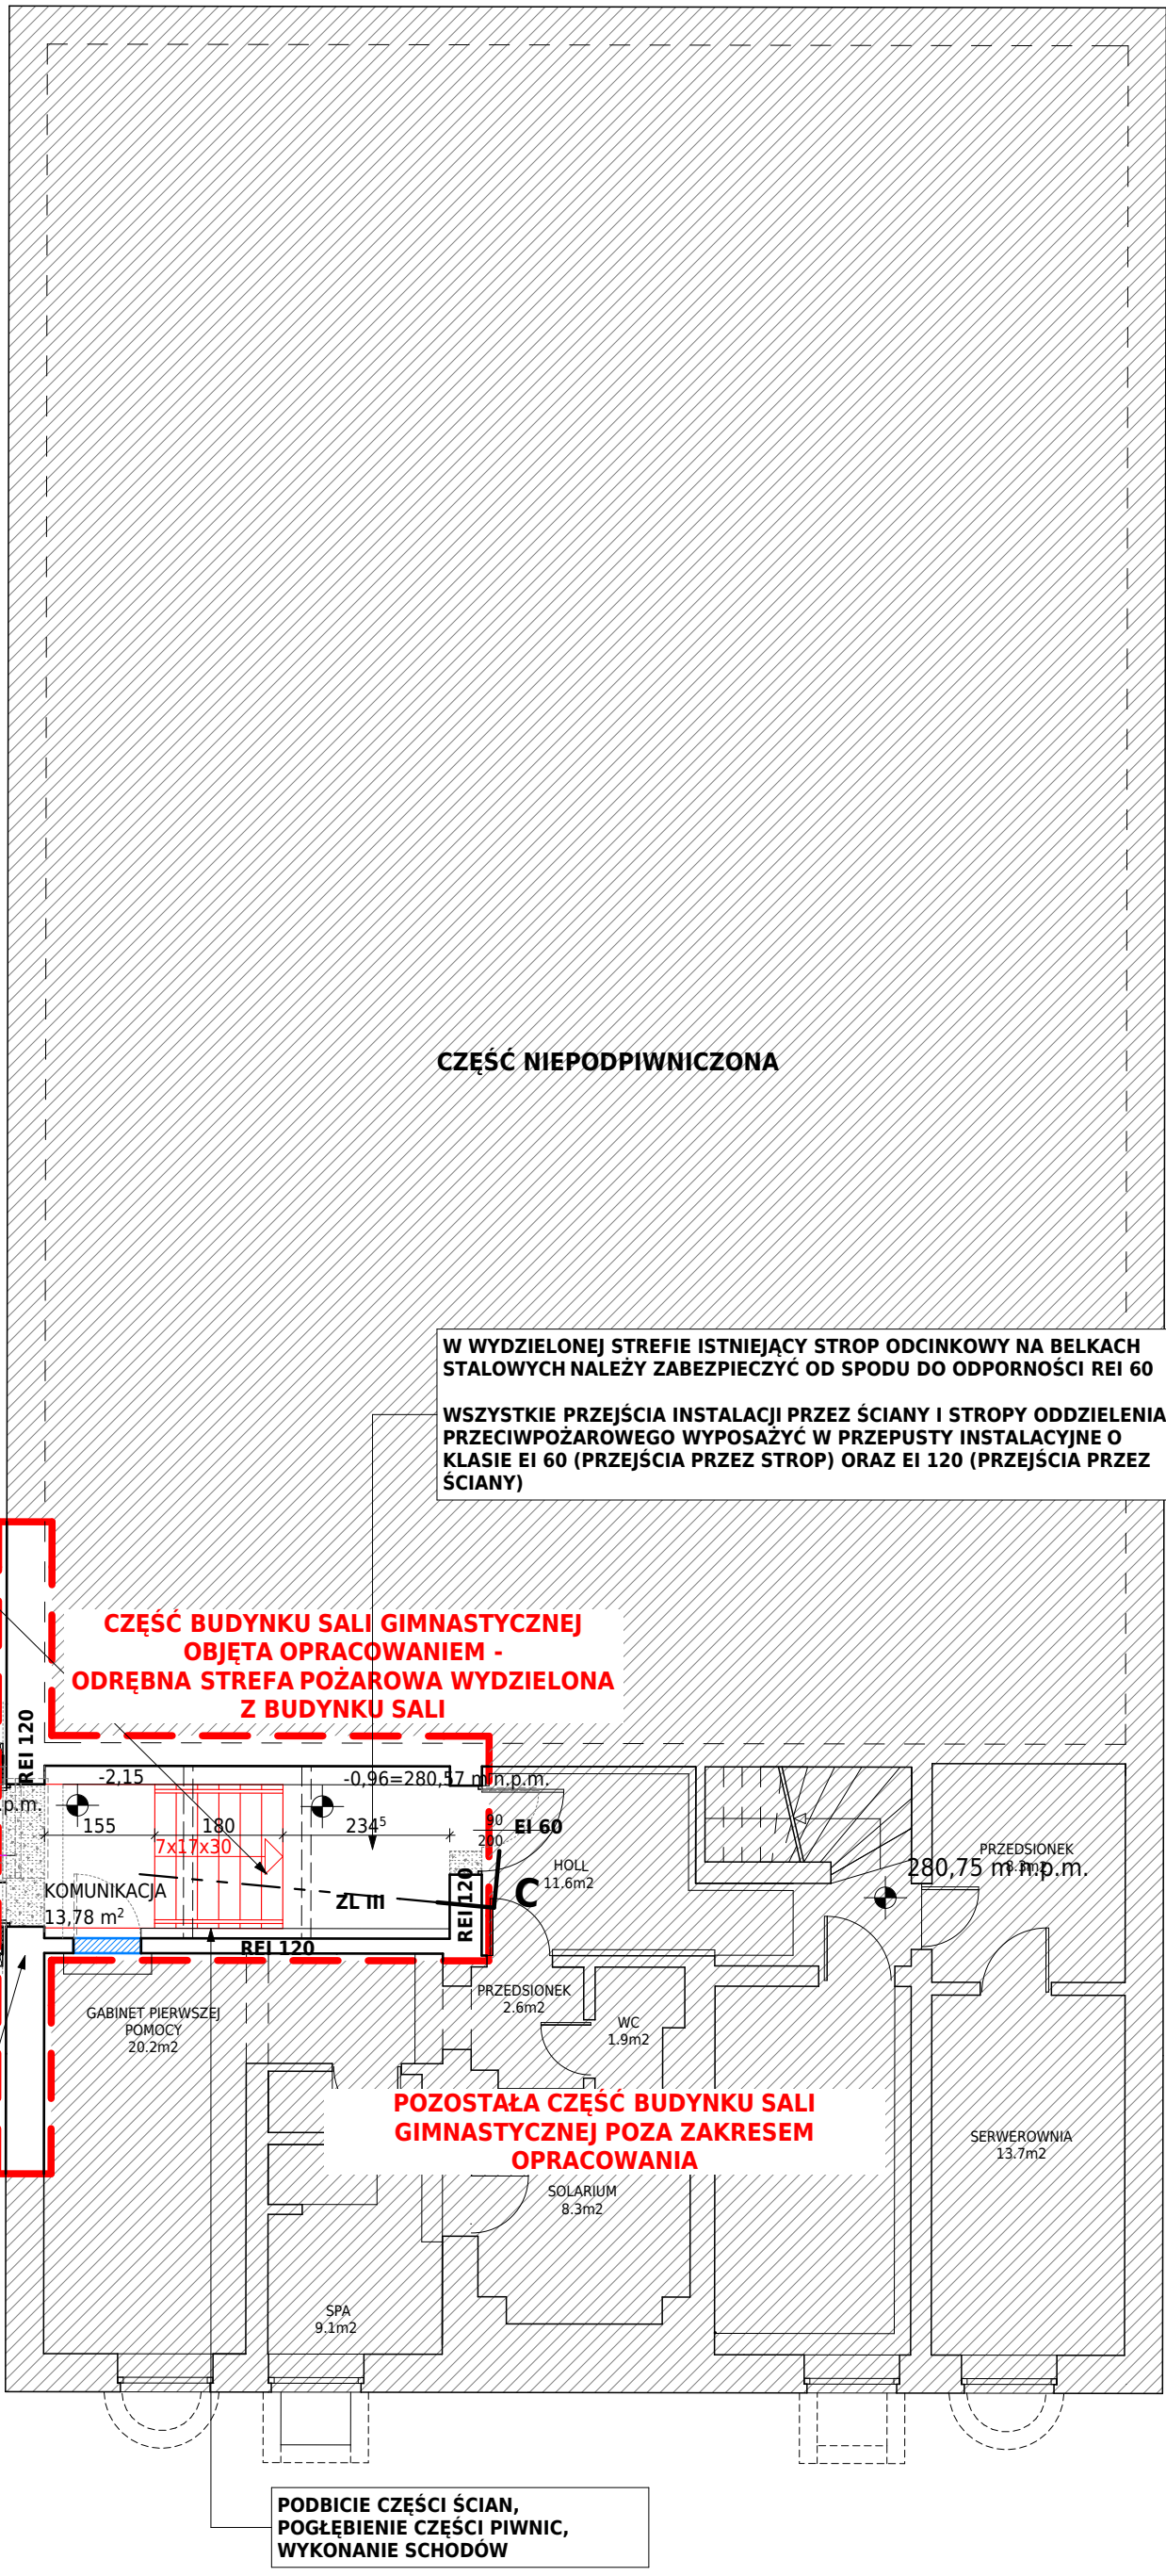 CZĘŚĆ NIEPODPIWNICZONA
W WYDZIELONEJ STREFIE ISTNIEJĄCY STROP ODCINKOWY NA BELKACH
STALOWYCH NALEŻY ZABEZPIECZYĆ OD SPODU DO ODPORNOŚCI REI 60
WSZYSTKIE PRZEJŚCIA INSTALACJI PRZEZ ŚCIANY I STROPY ODDZIELENIA
PRZECIWPOŻAROWEGO WYPOSAŻYĆ W PRZEPUSTY INSTALACYJNE O
KLASIE EI 60 (PRZEJŚCIA PRZEZ STROP) ORAZ EI 120 (PRZEJŚCIA PRZEZ
ŚCIANY)
CZĘŚĆ BUDYNKU SALI GIMNASTYCZNEJ
OBJĘTA OPRACOWANIEM -
ODRĘBNA STREFA POŻAROWA WYDZIELONA
Z BUDYNKU SALI
REI 120
-2,15
-0,96=280,57 m n.p.m.
.p.m.
155
180
234⁵
7x17x30
90
200
EI 60
HOLL
11.6m2
PRZEDSIONEK
8.3m2
280,75 m n.p.m.
KOMUNIKACJA
13,78 m²
ZL III
REI 120
C
REI 120
GABINET PIERWSZEJ
POMOCY
20.2m2
PRZEDSIONEK
2.6m2
WC
1.9m2
POZOSTAŁA CZĘŚĆ BUDYNKU SALI
GIMNASTYCZNEJ POZA ZAKRESEM
OPRACOWANIA
SERWEROWNIA
13.7m2
SOLARIUM
8.3m2
SPA
9.1m2
PODBICIE CZĘŚCI ŚCIAN,
POGŁĘBIENIE CZĘŚCI PIWNIC,
WYKONANIE SCHODÓW